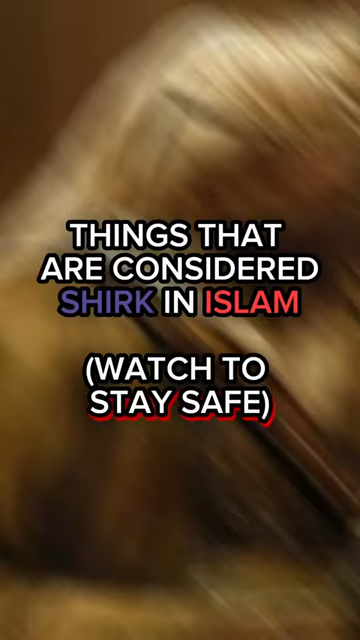 THINGS THAT
ARE CONSIDERED
SHIRK IN ISLAM
(WATCH TO
STAY SAFE)